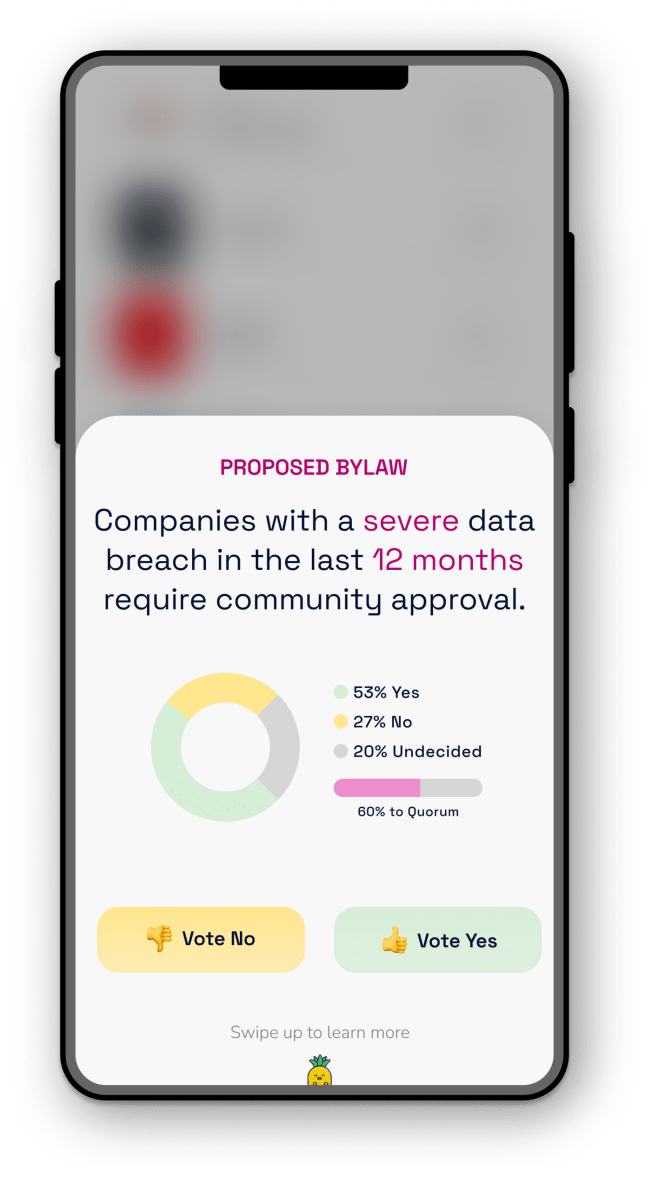 PROPOSED BYLAW
Companies with a severe data
breach in the last 12 months
require community approval.
53% Yes
27% No
20% Undecided
60% to Quorum
Vote No
Vote Yes
Swipe up to learn more